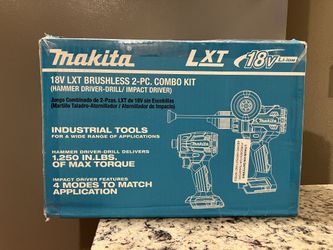 makita
LXT
18V
18V LXT BRUSHLESS 2-PC. COMBO KIT
(HAMMER DRIVER-DRILL/ IMPACT DRIVER)
Juego Combinado de 2-Pzas. LXT de 18V sin Escobillas
(Martillo Taladro-Atornillador / Atornillador de Impacto)
INDUSTRIAL TOOLS
FOR A WIDE RANGE OF APPLICATIONS
HAMMER DRIVER-DRILL DELIVERS
1,250 IN.LBS.
OF MAX TORQUE
IMPACT DRIVER FEATURES
4 MODES TO MATCH
APPLICATION
makita
makita